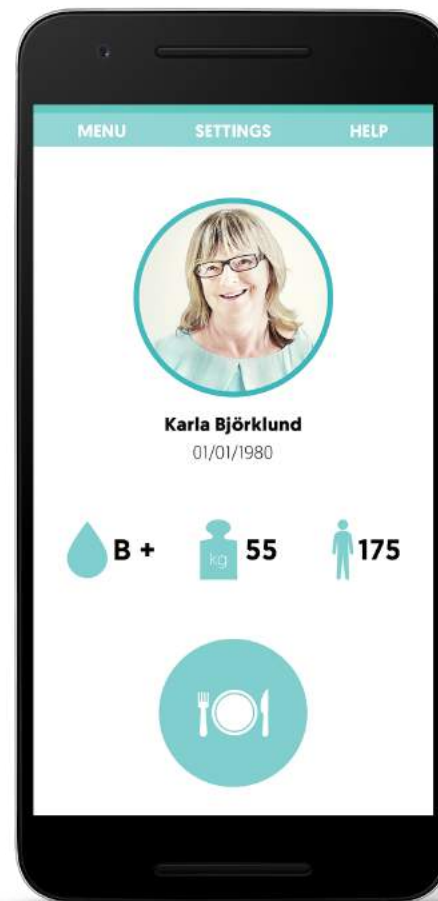 MENU SETTINGS HELP
Karla Björklund
01/01/1980
B + kg 55 175